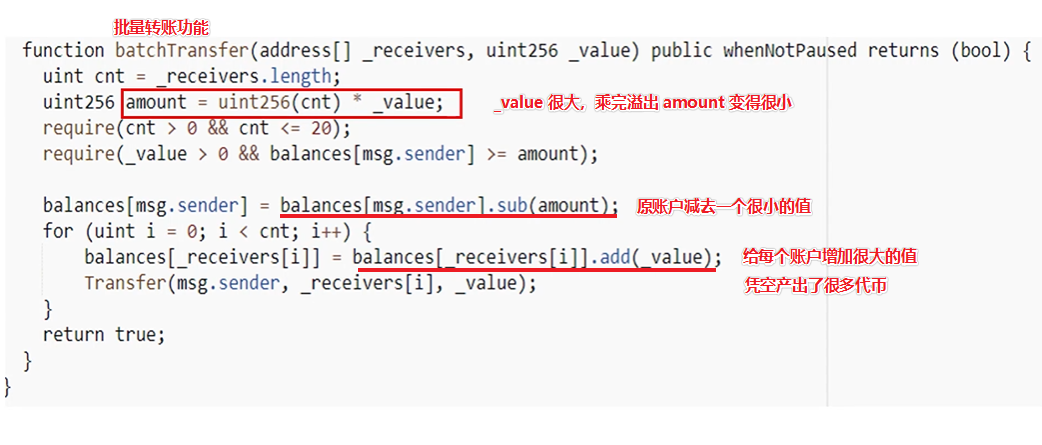 批量转账功能
function batchTransfer(address[] _receivers, uint256 _value) public whenNotPaused returns (bool) {
uint cnt = _receivers.length;
uint256 amount = uint256(cnt) * _value; _value 很大，乘完溢出 amount 变得很小
require(cnt > 0 && cnt <= 20);
require(_value > 0 && balances[msg.sender] >= amount);
balances[msg.sender] = balances[msg.sender].sub(amount); 原账户减去一个很小的值
for (uint i = 0; i < cnt; i++) {
balances[_receivers[i]] = balances[_receivers[i]].add(_value); 给每个账户增加很大的值
Transfer(msg.sender, _receivers[i], _value); 凭空产出了很多代币
}
return true;
}
}